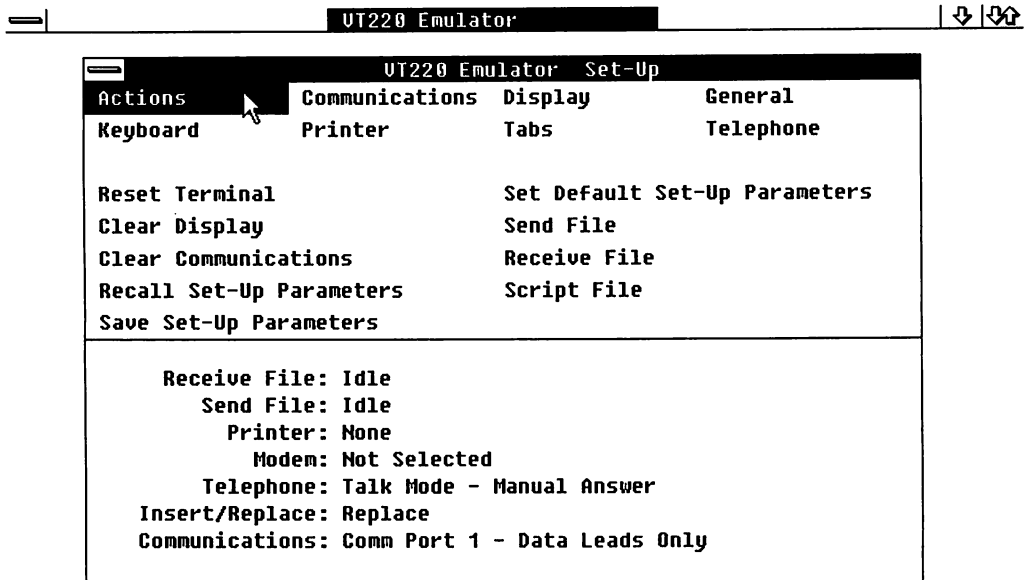 VT220 Emulator
VT220 Emulator Set-Up
Actions Communications Display General
Keyboard Printer Tabs Telephone
Reset Terminal Set Default Set-Up Parameters
Clear Display Send File
Clear Communications Receive File
Recall Set-Up Parameters Script File
Save Set-Up Parameters
Receive File: Idle
Send File: Idle
Printer: None
Modem: Not Selected
Telephone: Talk Mode - Manual Answer
Insert/Replace: Replace
Communications: Comm Port 1 - Data Leads Only